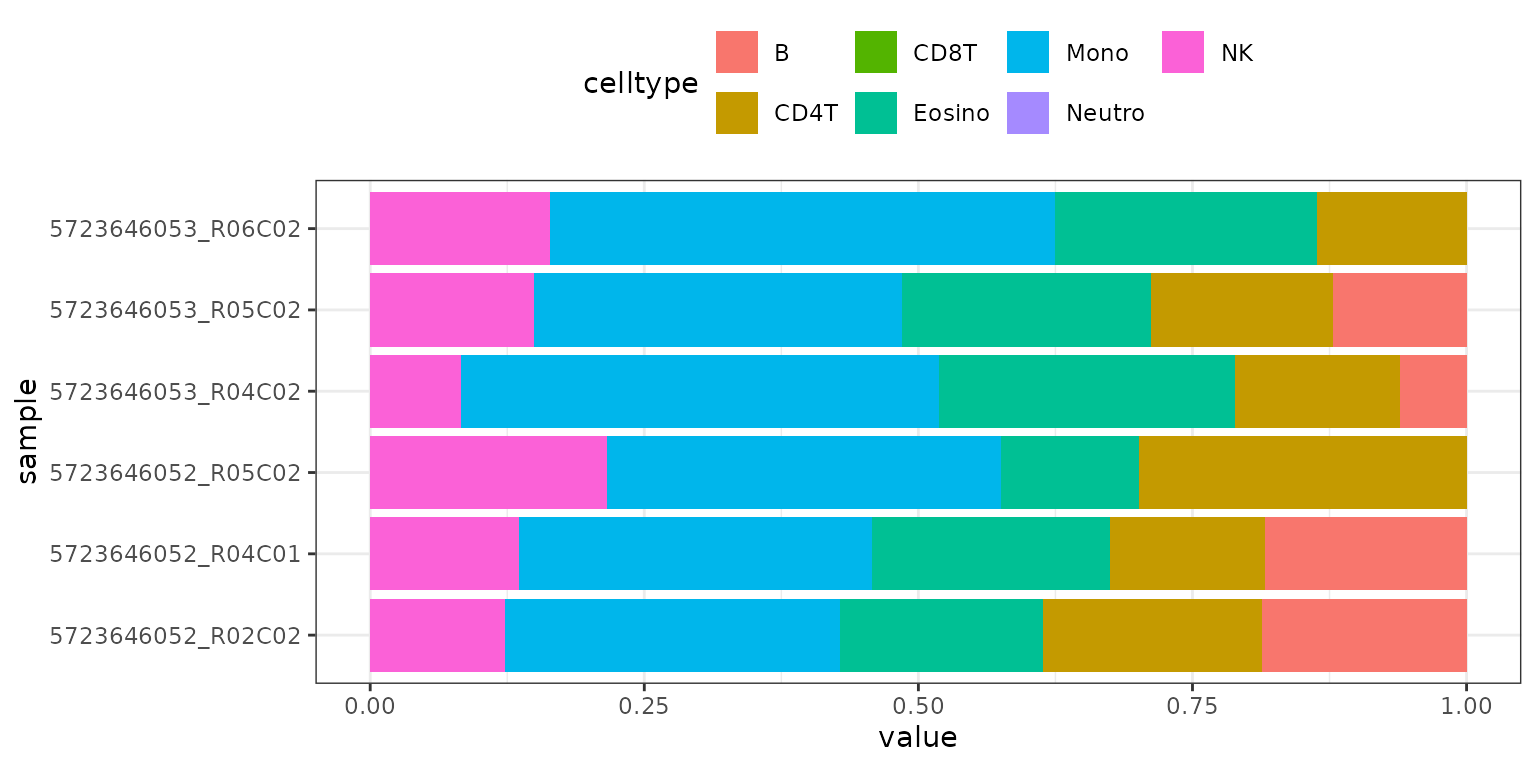 celltype
B CD8T Mono NK
CD4T Eosino Neutro
sample
5723646053_R06C02
5723646053_R05C02
5723646053_R04C02
5723646052_R05C02
5723646052_R04C01
5723646052_R02C02
0.00 0.25 0.50 0.75 1.00
value